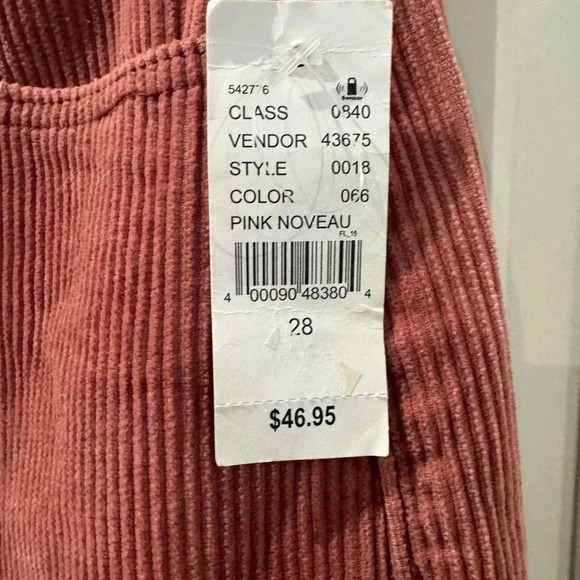 542776
Sensor
CLASS 0840
VENDOR 43675
STYLE 0018
COLOR 066
PINK NOVEAU
FL_15
4 00090 48380 4
28
$46.95